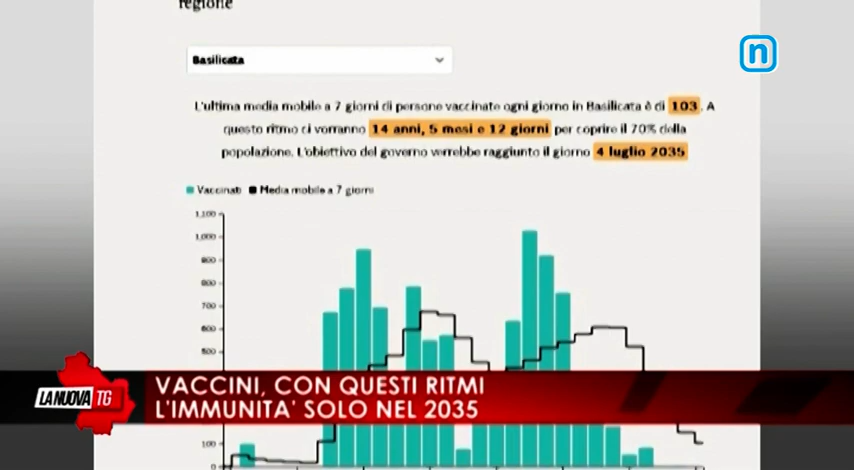 regione
n
Basilicata
L'ultima media mobile a 7 giorni di persone vaccinate ogni giorno in Basilicata è di 103. A
questo ritmo ci vorranno 14 anni, 5 mesi e 12 giorni per coprire il 70% della
popolazione. L'obiettivo del governo verrebbe raggiunto il giorno 4 luglio 2035
Vaccinati Media mobile a 7 giorni
1,100
1,000
900
800
700
600
500
100
0
LA NUOVA TG
VACCINI, CON QUESTI RITMI
L'IMMUNITA' SOLO NEL 2035